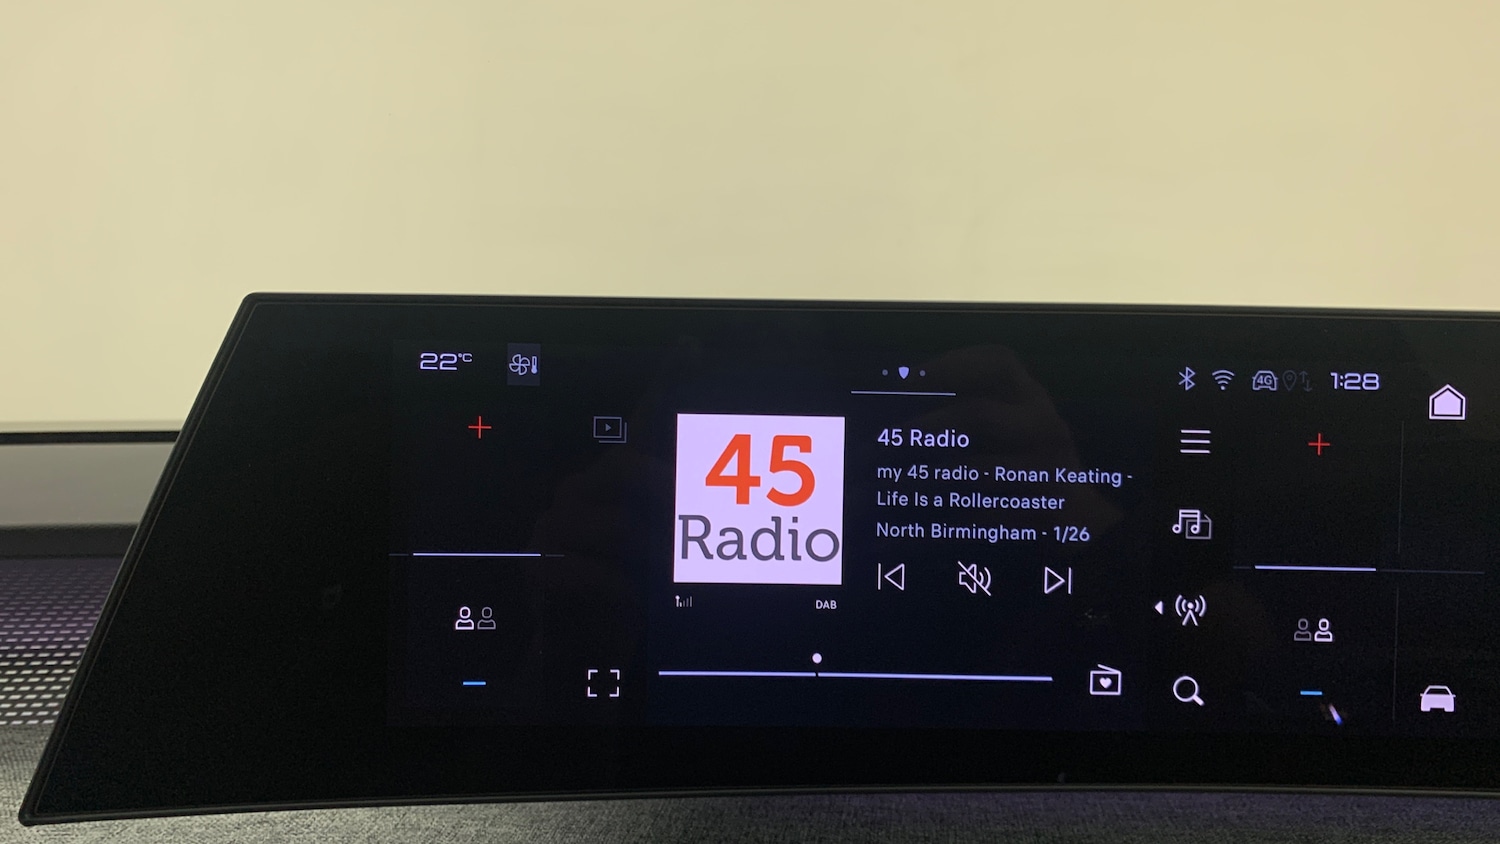 22°C
4G
1:28
45
Radio
45 Radio
my 45 radio - Ronan Keating -
Life Is a Rollercoaster
North Birmingham - 1/26
DAB